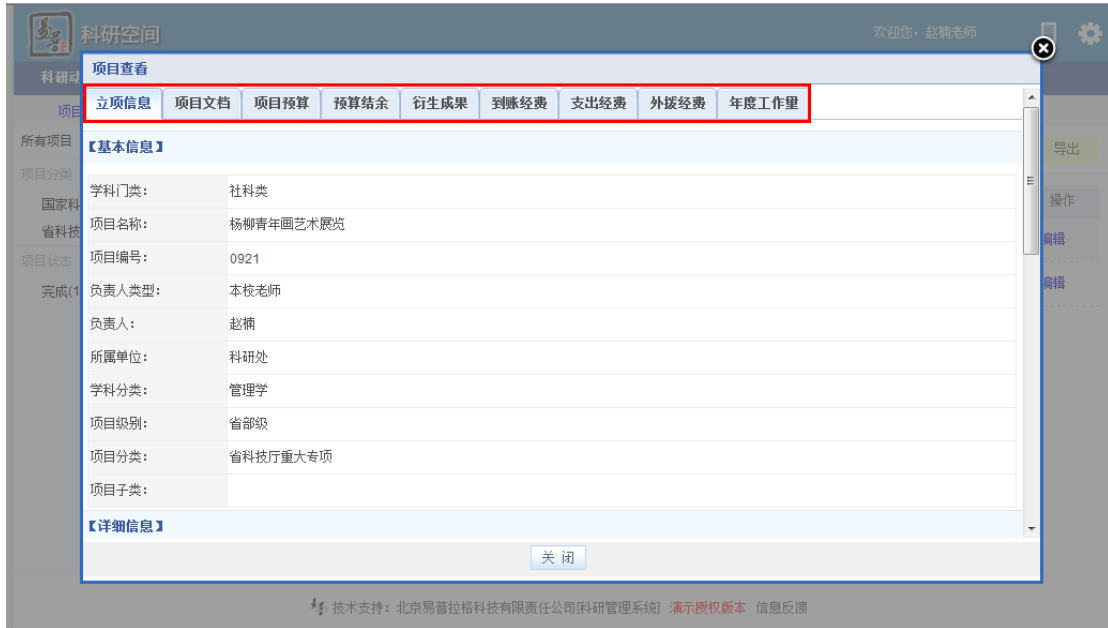 易普 科研空间 欢迎您，赵楠老师
科研动
项目查看
项目
立项信息 项目文档 项目预算 预算结余 衍生成果 到账经费 支出经费 外拨经费 年度工作量
所有项目
【基本信息】
导出
项目分类
学科门类： 社科类
国家科
操作
项目名称： 杨柳青年画艺术展览
省科技
编辑
项目编号： 0921
项目状态
负责人类型： 本校老师
完成(1
编辑
负责人： 赵楠
所属单位： 科研处
学科分类： 管理学
项目级别： 省部级
项目分类： 省科技厅重大专项
项目子类：
【详细信息】
关 闭
技术支持：北京易普拉格科技有限责任公司[科研管理系统] 演示授权版本 信息反馈